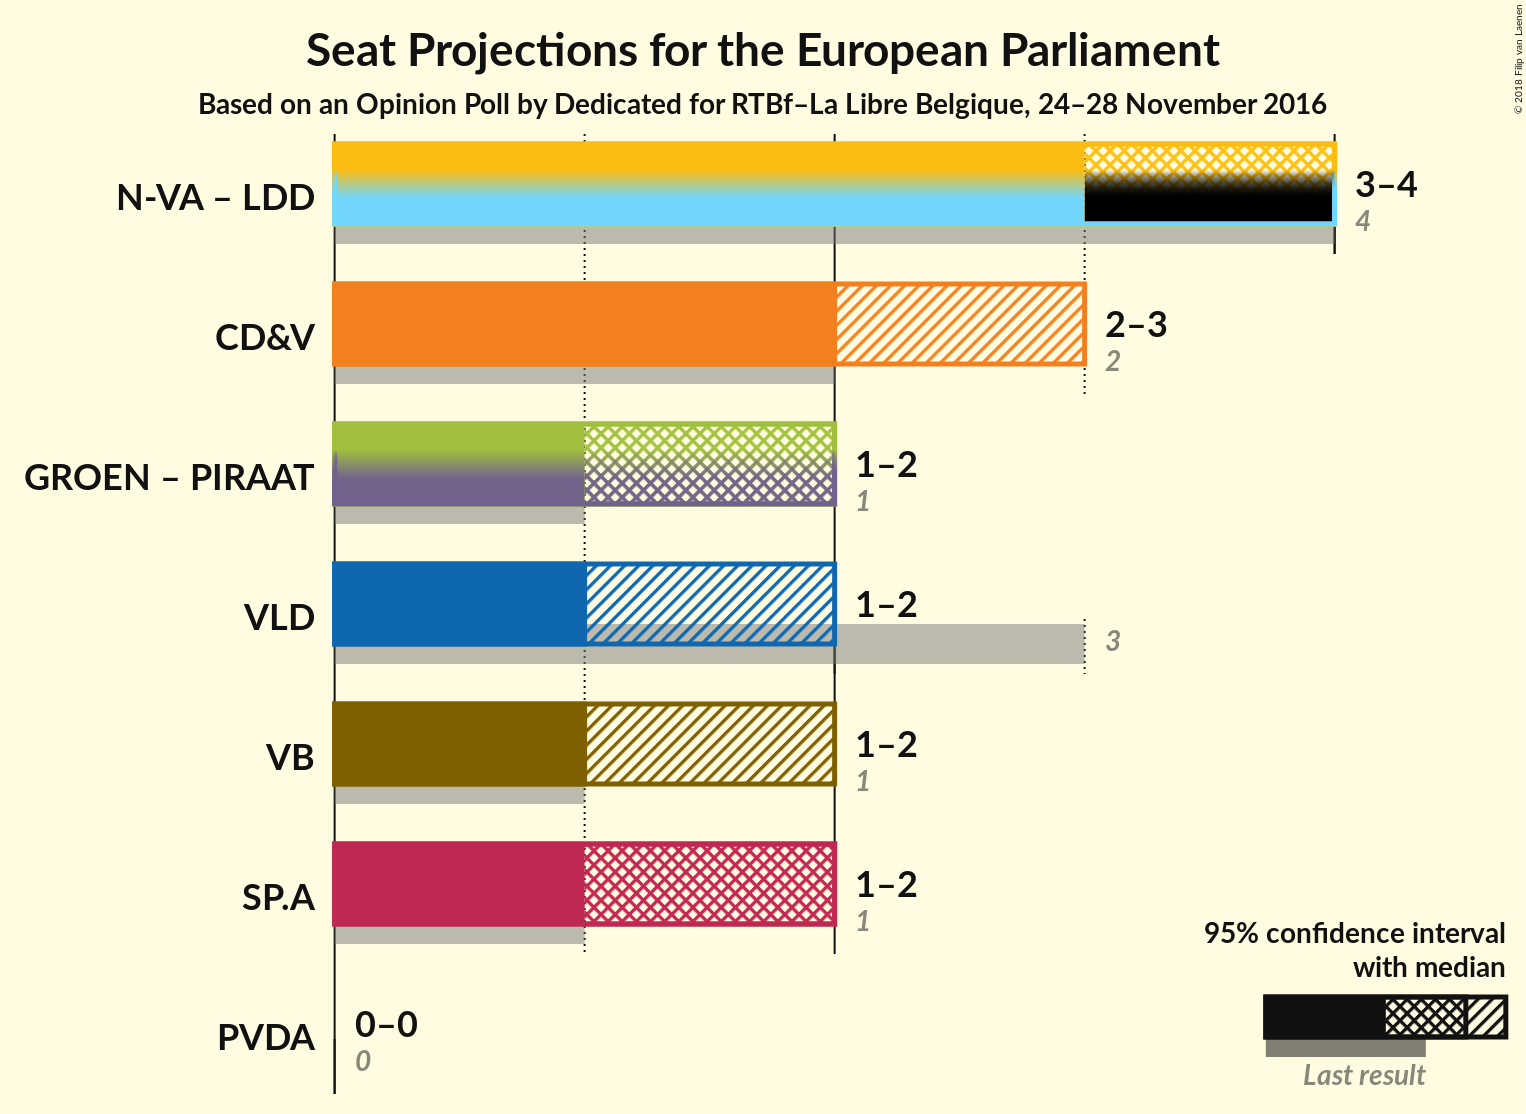 Seat Projections for the European Parliament
Based on an Opinion Poll by Dedicated for RTBf–La Libre Belgique, 24–28 November 2016
© 2018 Filip van Laenen
N-VA – LDD
3–4
4
CD&V
2–3
2
GROEN – PIRAAT
1–2
1
VLD
1–2
3
VB
1–2
1
SP.A
1–2
1
PVDA
0–0
0
95% confidence interval
with median
Last result